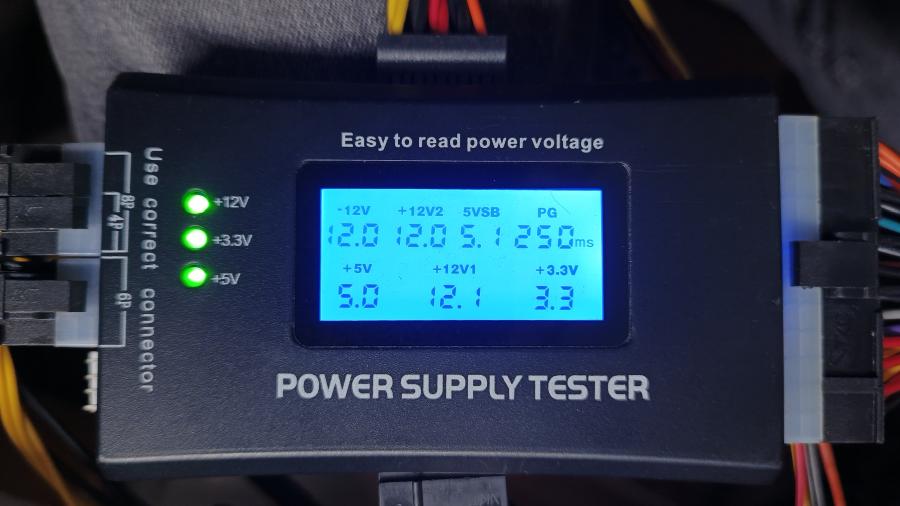 Easy to read power voltage
-12V +12V2 5VSB PG
12.0 12.0 5.1 250ms
+5V +12V1 +3.3V
5.0 12.1 3.3
+12V
+3.3V
+5V
Use correct connector
8P
4P
6P
POWER SUPPLY TESTER